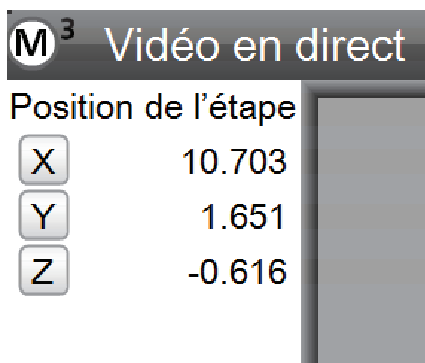 M³ Vidéo en direct
Position de l’étape
X 10.703
Y 1.651
Z -0.616